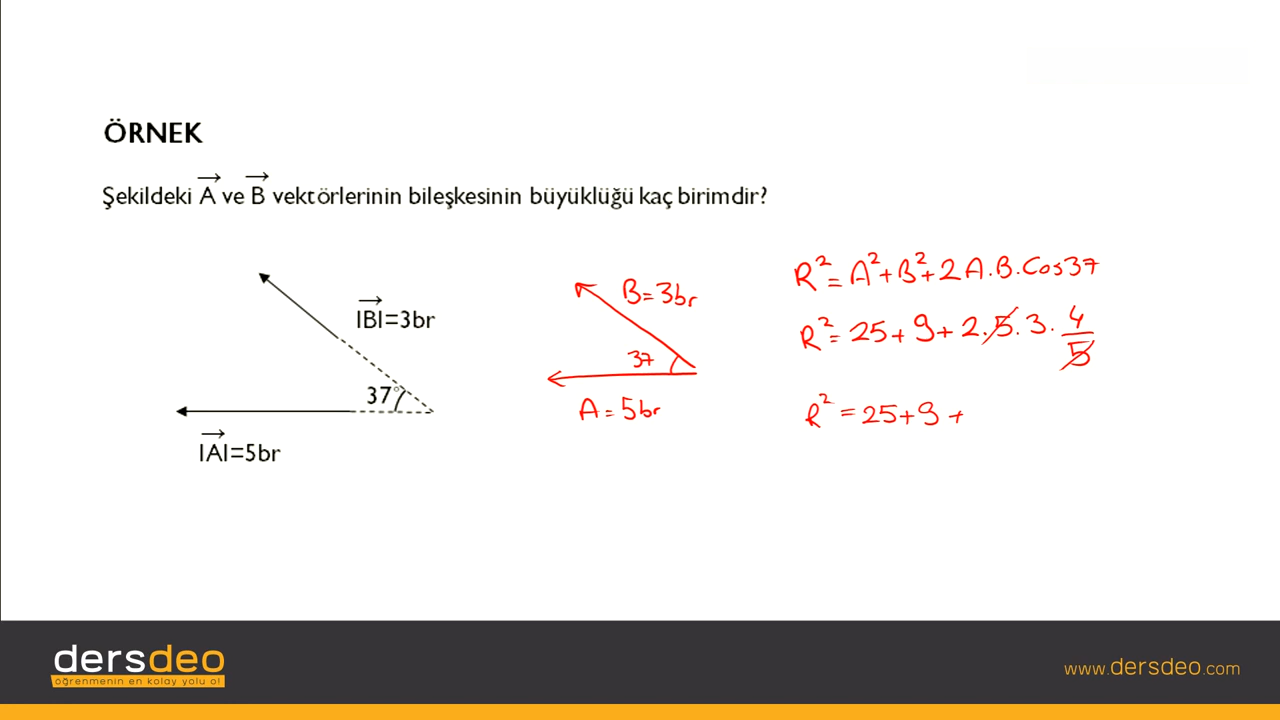 ÖRNEK
Şekildeki A ve B vektörlerinin bileşkesinin büyüklüğü kaç birimdir?
|B|=3br
37°
|A|=5br
B=3br
37
A=5br
R²=A²+B²+2A.B.Cos37
R²=25+9+2.5.3.4/5
R²=25+9+
dersdeo
öğrenmenin en kolay yolu o!
www.dersdeo.com